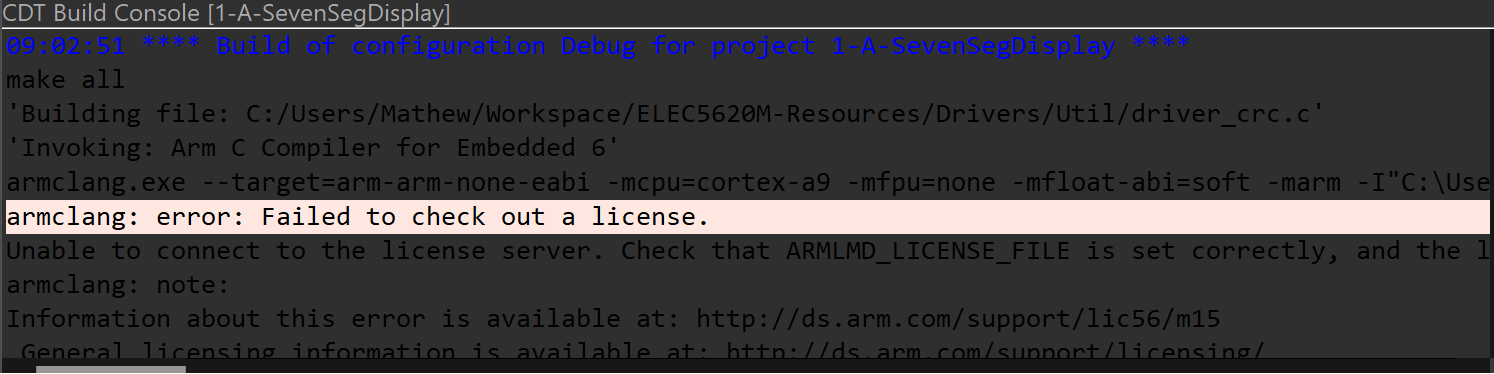 CDT Build Console [1-A-SevenSegDisplay]
09:02:51 **** Build of configuration Debug for project 1-A-SevenSegDisplay ****
make all
'Building file: C:/Users/Mathew/Workspace/ELEC5620M-Resources/Drivers/Util/driver_crc.c'
'Invoking: Arm C Compiler for Embedded 6'
armclang.exe --target=arm-arm-none-eabi -mcpu=cortex-a9 -mfpu=none -mfloat-abi=soft -marm -I"C:\Use
armclang: error: Failed to check out a license.
Unable to connect to the license server. Check that ARMLMD_LICENSE_FILE is set correctly, and the l
armclang: note:
Information about this error is available at: http://ds.arm.com/support/lic56/m15
General licensing information is available at: http://ds.arm.com/support/licensing/